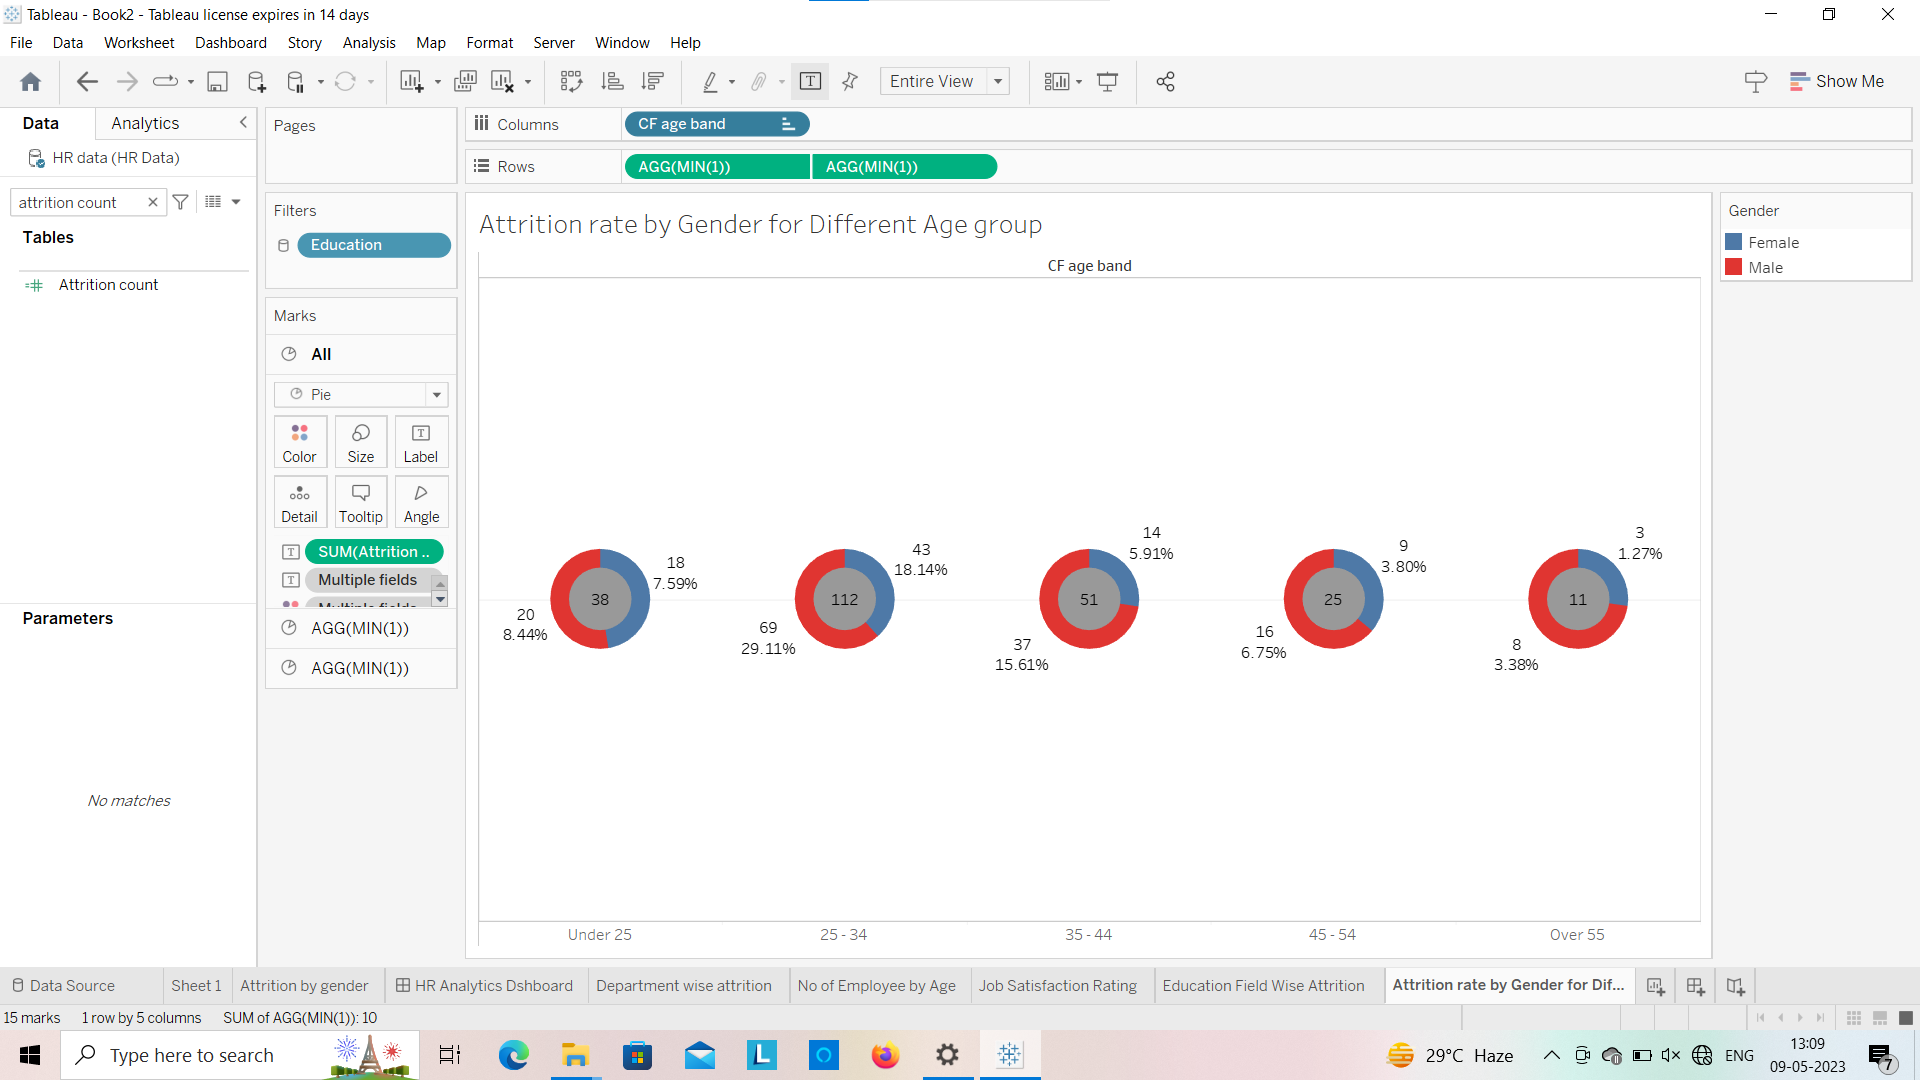 Tableau - Book2 - Tableau license expires in 14 days
File Data Worksheet Dashboard Story Analysis Map Format Server Window Help
Entire View
Show Me
Data Analytics
HR data (HR Data)
attrition count
Tables
Attrition count
Parameters
No matches
Pages
Filters
Education
Marks
All
Pie
Color Size Label
Detail Tooltip Angle
SUM(Attrition ..
Multiple fields
Multiple fields
AGG(MIN(1))
AGG(MIN(1))
Columns CF age band
Rows AGG(MIN(1)) AGG(MIN(1))
Attrition rate by Gender for Different Age group
CF age band
38
18
7.59%
20
8.44%
112
43
18.14%
69
29.11%
51
14
5.91%
37
15.61%
25
9
3.80%
16
6.75%
11
3
1.27%
8
3.38%
Under 25 25 - 34 35 - 44 45 - 54 Over 55
Gender
Female
Male
Data Source Sheet 1 Attrition by gender HR Analytics Dshboard Department wise attrition No of Employee by Age Job Satisfaction Rating Education Field Wise Attrition Attrition rate by Gender for Dif...
15 marks 1 row by 5 columns SUM of AGG(MIN(1)): 10
Type here to search
29°C Haze
ENG
13:09
09-05-2023
7